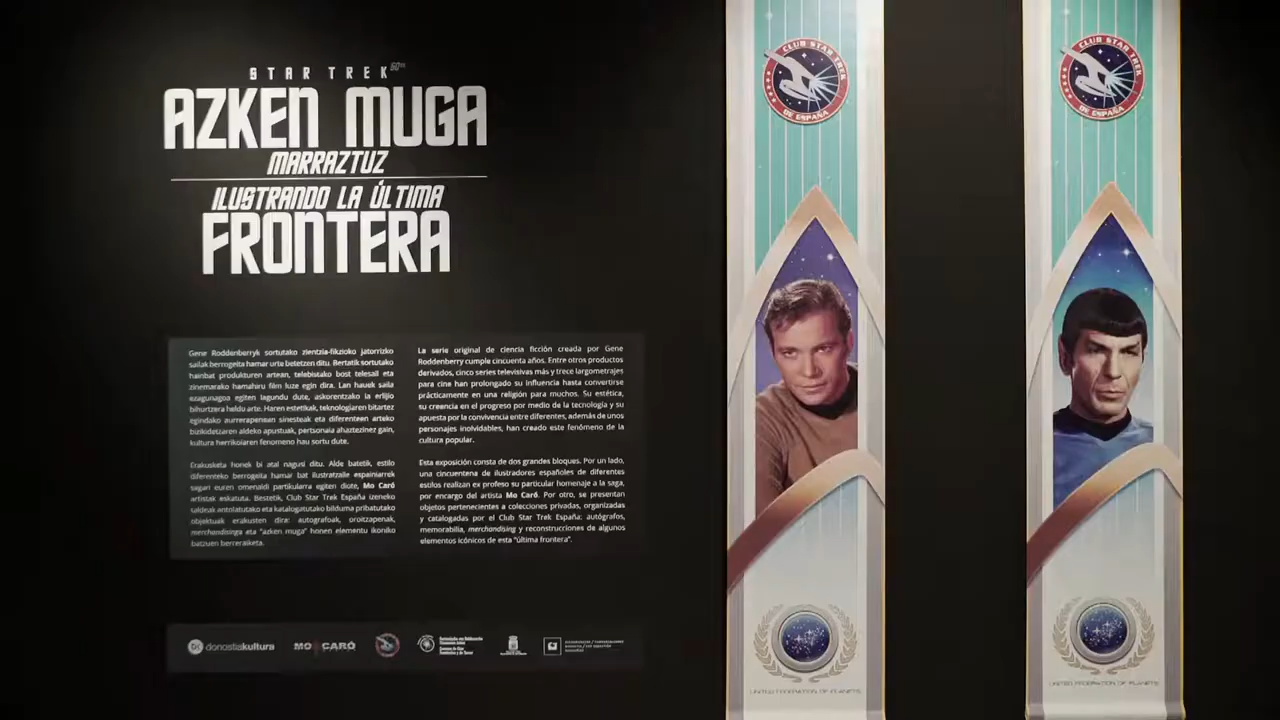 STAR TREK 50
AZKEN MUGA
MARRAZTUZ
ILUSTRANDO LA ÚLTIMA
FRONTERA
Gene Roddenberryk sortutako zientzia-fikziozko jatorrizko
sailak berrogeita hamar urte betetzen ditu. Bertatik sortutako
hainbat produkturen artean, telebistako bost telesail eta
zinemarako hamahiru film luze egin dira. Lan hauek saila
ezagunagoa egiten lagundu dute, askorentzako ia erlijio
bihurtzera heldu arte. Haren estetikak, teknologiaren bitartez
egindako aurrerapenean sinesteak eta diferenteen arteko
bizikidetzaren aldeko apustuak, pertsonaia ahaztezinez gain,
kultura herrikoiaren fenomeno hau sortu dute.
Erakusketa honek bi atal nagusi ditu. Alde batetik, estilo
diferenteko berrogeita hamar bat ilustratzaile espainiarrek
sagari euren omenaldi partikularra egiten diote, Mo Caró
artistak eskatuta. Bestetik, Club Star Trek España izeneko
taldeak antolatutako eta katalogatutako bilduma pribatutako
objektuak erakusten dira: autografoak, oroitzapenak,
merchandisinga eta "azken muga" honen elementu ikoniko
batzuen berreraiketa.
La serie original de ciencia ficción creada por Gene
Roddenberry cumple cincuenta años. Entre otros productos
derivados, cinco series televisivas más y trece largometrajes
para cine han prolongado su influencia hasta convertirse
prácticamente en una religión para muchos. Su estética,
su creencia en el progreso por medio de la tecnología y su
apuesta por la convivencia entre diferentes, además de unos
personajes inolvidables, han creado este fenómeno de la
cultura popular.
Esta exposición consta de dos grandes bloques. Por un lado,
una cincuentena de ilustradores españoles de diferentes
estilos realizan ex profeso su particular homenaje a la saga,
por encargo del artista Mo Caró. Por otro, se presentan
objetos pertenecientes a colecciones privadas, organizadas
y catalogadas por el Club Star Trek España: autógrafos,
memorabilia, merchandising y reconstrucciones de algunos
elementos icónicos de esta "última frontera".
dk donostiakultura
MO CARÓ
CLUB STAR TREK
DE ESPAÑA
UNITED FEDERATION OF PLANETS
CLUB STAR TREK
DE ESPAÑA
UNITED FEDERATION OF PLANETS